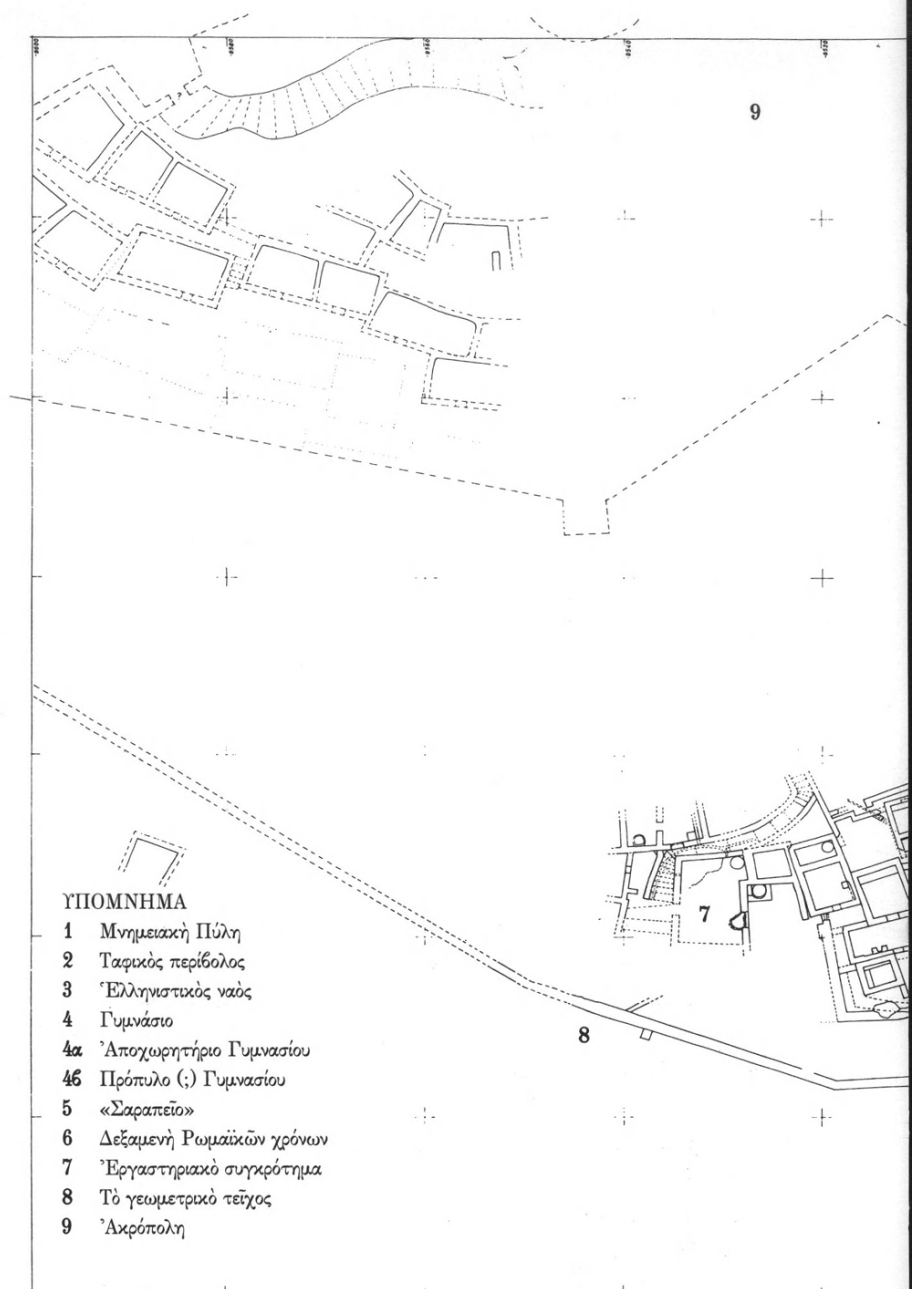 9
7
8
ΥΠΟΜΝΗΜΑ
1 Μνημειακὴ Πύλη
2 Ταφικὸς περίϐολος
3 Ἑλληνιστικὸς ναὸς
4 Γυμνάσιο
4α Ἀποχωρητήριο Γυμνασίου
4ϐ Πρόπυλο (;) Γυμνασίου
5 «Σαραπεῖο»
6 Δεξαμενὴ Ρωμαϊκῶν χρόνων
7 Ἐργαστηριακὸ συγκρότημα
8 Τὸ γεωμετρικὸ τεῖχος
9 Ἀκρόπολη